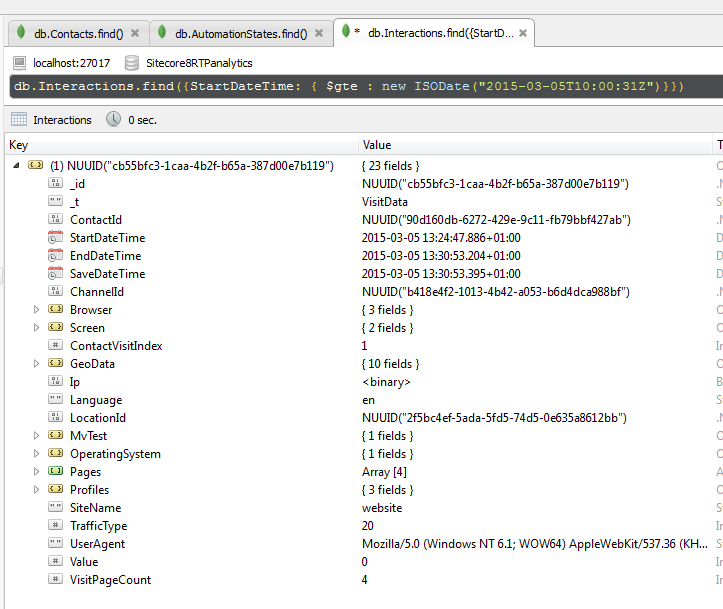 db.Contacts.find()
db.AutomationStates.find()
* db.Interactions.find({StartD...
localhost:27017 Sitecore8RTPanalytics
db.Interactions.find({StartDateTime: { $gte : new ISODate("2015-03-05T10:00:31Z")}})
Interactions 0 sec.
Key Value T
(1) NUUID("cb55bfc3-1caa-4b2f-b65a-387d00e7b119") { 23 fields }
_id NUUID("cb55bfc3-1caa-4b2f-b65a-387d00e7b119")
_t VisitData
ContactId NUUID("90d160db-6272-429e-9c11-fb79bbf427ab")
StartDateTime 2015-03-05 13:24:47.886+01:00
EndDateTime 2015-03-05 13:30:53.204+01:00
SaveDateTime 2015-03-05 13:30:53.395+01:00
ChannelId NUUID("b418e4f2-1013-4b42-a053-b6d4dca988bf")
Browser { 3 fields }
Screen { 2 fields }
ContactVisitIndex 1
GeoData { 10 fields }
Ip <binary>
Language en
LocationId NUUID("2f5bc4ef-5ada-5fd5-74d5-0e635a8612bb")
MvTest { 1 fields }
OperatingSystem { 1 fields }
Pages Array [4]
Profiles { 3 fields }
SiteName website
TrafficType 20
UserAgent Mozilla/5.0 (Windows NT 6.1; WOW64) AppleWebKit/537.36 (KH...
Value 0
VisitPageCount 4